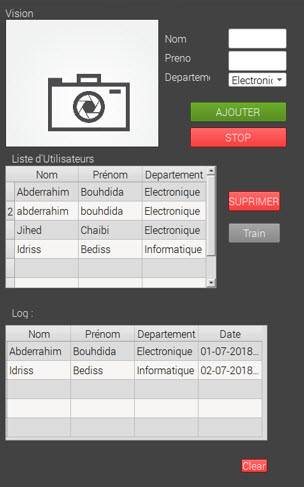 Vision
Nom
Preno
Departeme
Electronic
AJOUTER
STOP
Liste d'Utilisateurs
Nom Prénom Departement
Abderrahim Bouhdida Electronique
2 abderrahim bouhdida Electronique
Jihed Chaibi Electronique
Idriss Bediss Informatique
SUPRIMER
Train
Log :
Nom Prénom Departement Date
Abderrahim Bouhdida Electronique 01-07-2018...
Idriss Bediss Informatique 02-07-2018...
Clear